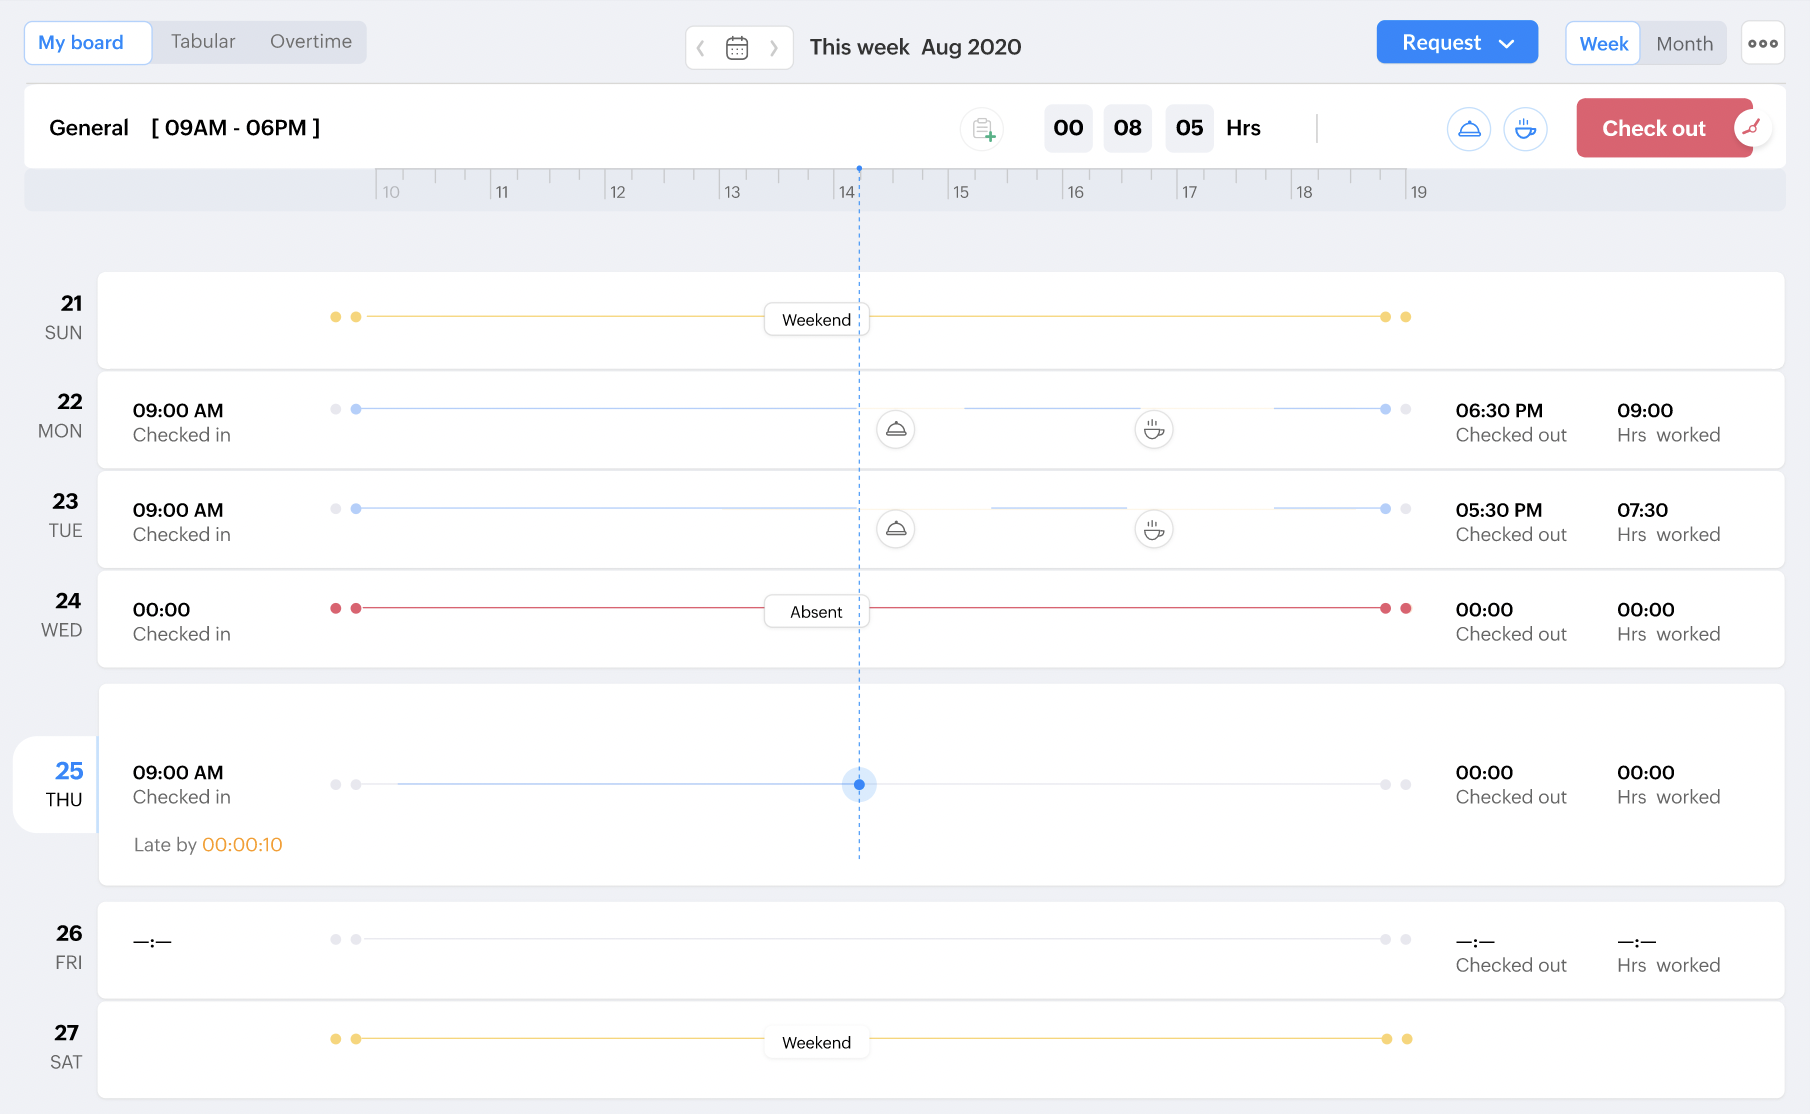 My board Tabular Overtime This week Aug 2020 Request Week Month
General [ 09AM - 06PM ] 00 08 05 Hrs Check out
10 11 12 13 14 15 16 17 18 19
21
SUN
Weekend
22
MON
09:00 AM
Checked in
06:30 PM
Checked out
09:00
Hrs worked
23
TUE
09:00 AM
Checked in
05:30 PM
Checked out
07:30
Hrs worked
24
WED
00:00
Checked in
Absent
00:00
Checked out
00:00
Hrs worked
25
THU
09:00 AM
Checked in
Late by 00:00:10
00:00
Checked out
00:00
Hrs worked
26
FRI
—:—
—:—
Checked out
—:—
Hrs worked
27
SAT
Weekend